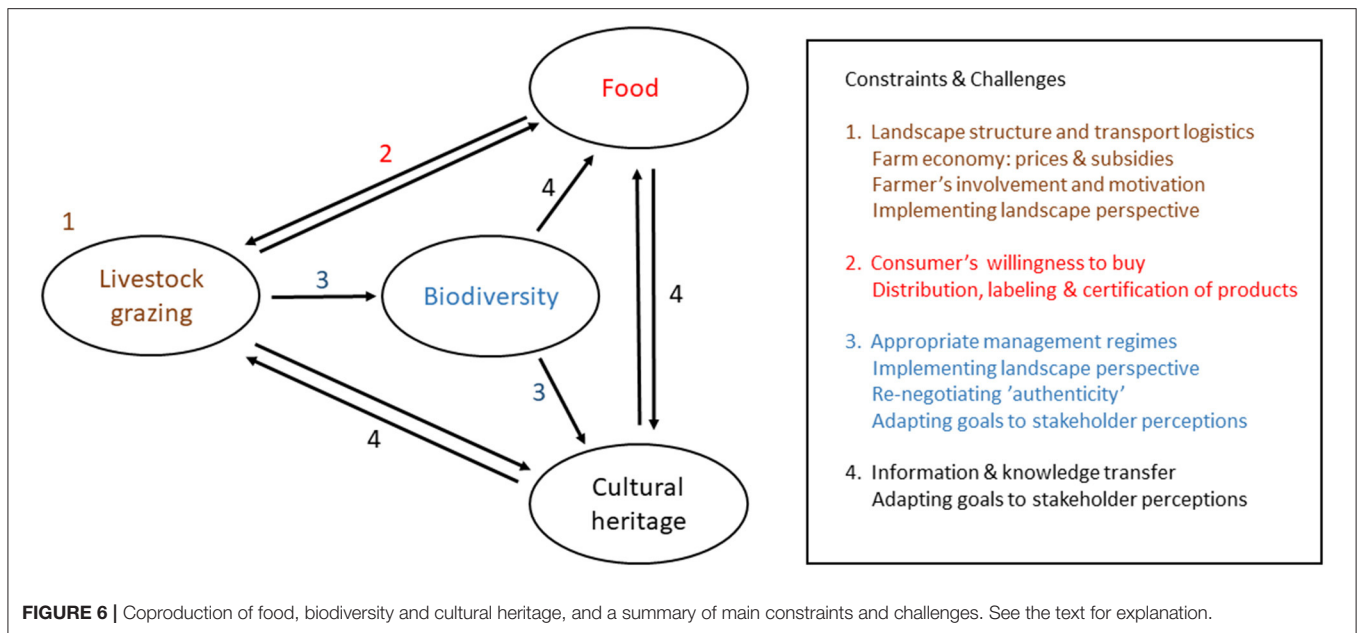 Food
2
4
1
Livestock
grazing
3
Biodiversity
4
3
4
Cultural
heritage
Constraints & Challenges
1. Landscape structure and transport logistics
Farm economy: prices & subsidies
Farmer's involvement and motivation
Implementing landscape perspective
2. Consumer's willingness to buy
Distribution, labeling & certification of products
3. Appropriate management regimes
Implementing landscape perspective
Re-negotiating 'authenticity'
Adapting goals to stakeholder perceptions
4. Information & knowledge transfer
Adapting goals to stakeholder perceptions
FIGURE 6 | Coproduction of food, biodiversity and cultural heritage, and a summary of main constraints and challenges. See the text for explanation.